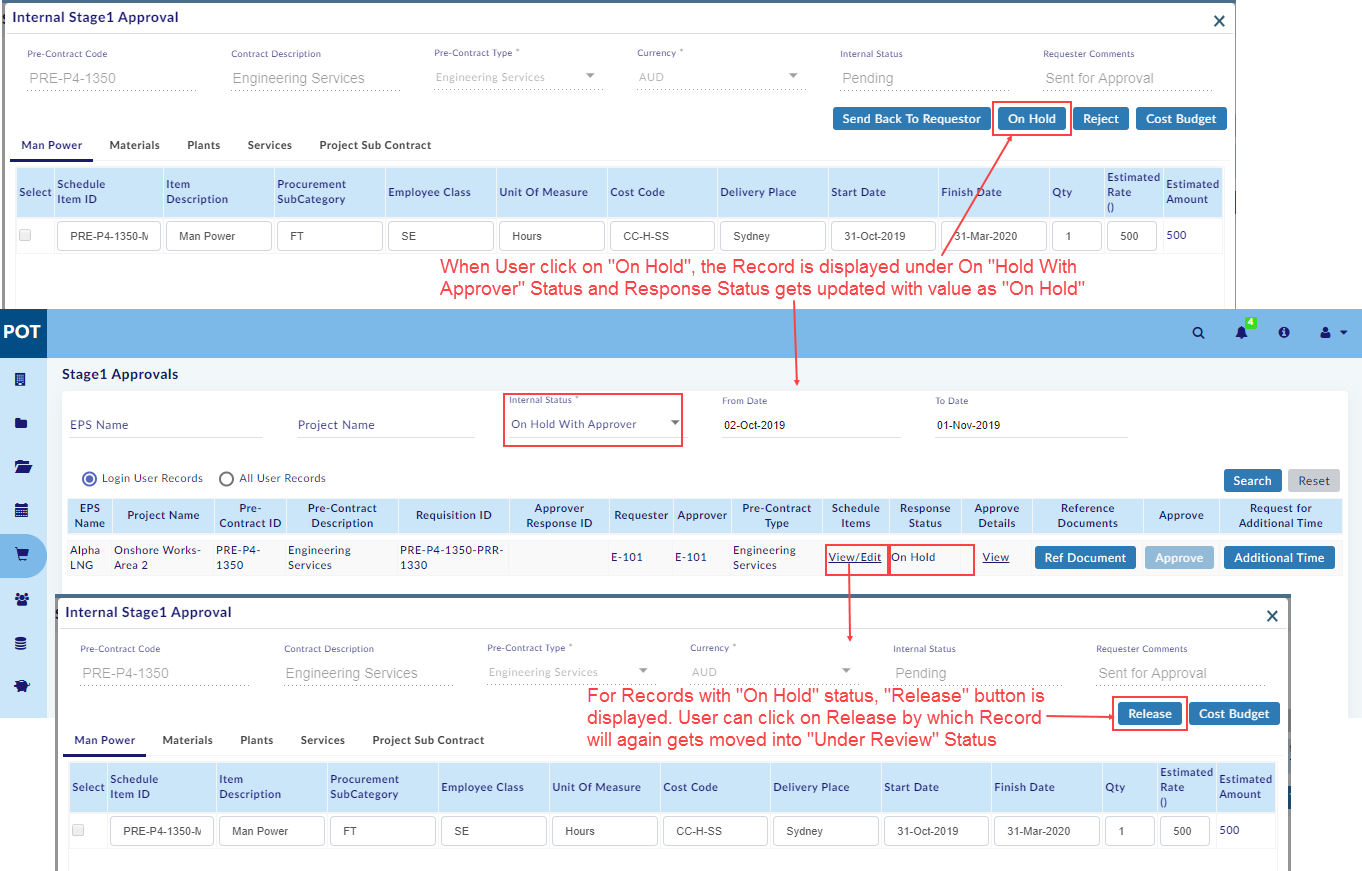 Internal Stage1 Approval
Pre-Contract Code Contract Description Pre-Contract Type * Currency * Internal Status Requester Comments
PRE-P4-1350 Engineering Services Engineering Services AUD Pending Sent for Approval
Send Back To Requestor On Hold Reject Cost Budget
Man Power Materials Plants Services Project Sub Contract
Select Schedule Item ID Item Description Procurement SubCategory Employee Class Unit Of Measure Cost Code Delivery Place Start Date Finish Date Qty Estimated Rate () Estimated Amount
PRE-P4-1350-M Man Power FT SE Hours CC-H-SS Sydney 31-Oct-2019 31-Mar-2020 1 500 500
When User click on "On Hold", the Record is displayed under On "Hold With
Approver" Status and Response Status gets updated with value as "On Hold"
POT 4
Stage1 Approvals
Internal Status * From Date To Date
EPS Name Project Name On Hold With Approver 02-Oct-2019 01-Nov-2019
Login User Records All User Records
Search Reset
EPS Name Project Name Pre-Contract ID Pre-Contract Description Requisition ID Approver Response ID Requester Approver Pre-Contract Type Schedule Items Response Status Approve Details Reference Documents Approve Request for Additional Time
Alpha LNG Onshore Works-Area 2 PRE-P4-1350 Engineering Services PRE-P4-1350-PRR-1330 E-101 E-101 Engineering Services View/Edit On Hold View Ref Document Approve Additional Time
Internal Stage1 Approval
Pre-Contract Code Contract Description Pre-Contract Type * Currency * Internal Status Requester Comments
PRE-P4-1350 Engineering Services Engineering Services AUD Pending Sent for Approval
For Records with "On Hold" status, "Release" button is
displayed. User can click on Release by which Record
will again gets moved into "Under Review" Status
Release Cost Budget
Man Power Materials Plants Services Project Sub Contract
Select Schedule Item ID Item Description Procurement SubCategory Employee Class Unit Of Measure Cost Code Delivery Place Start Date Finish Date Qty Estimated Rate () Estimated Amount
PRE-P4-1350-M Man Power FT SE Hours CC-H-SS Sydney 31-Oct-2019 31-Mar-2020 1 500 500